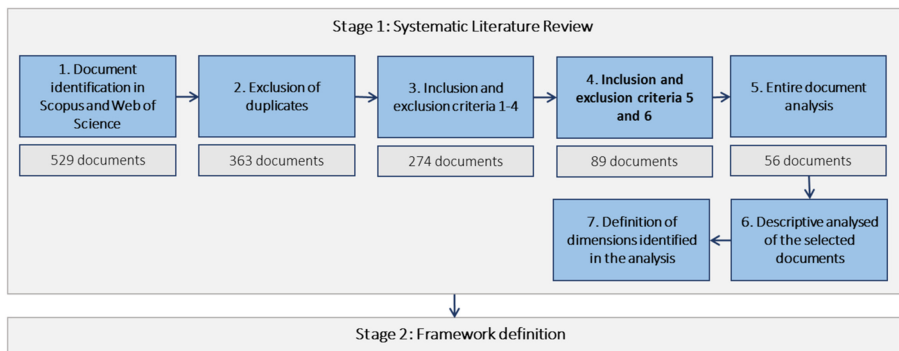 Stage 1: Systematic Literature Review
1. Document
identification in
Scopus and Web of
Science
2. Exclusion of
duplicates
3. Inclusion and
exclusion criteria 1-4
4. Inclusion and
exclusion criteria 5
and 6
5. Entire document
analysis
529 documents
363 documents
274 documents
89 documents
56 documents
7. Definition of
dimensions identified
in the analysis
6. Descriptive analysed
of the selected
documents
Stage 2: Framework definition